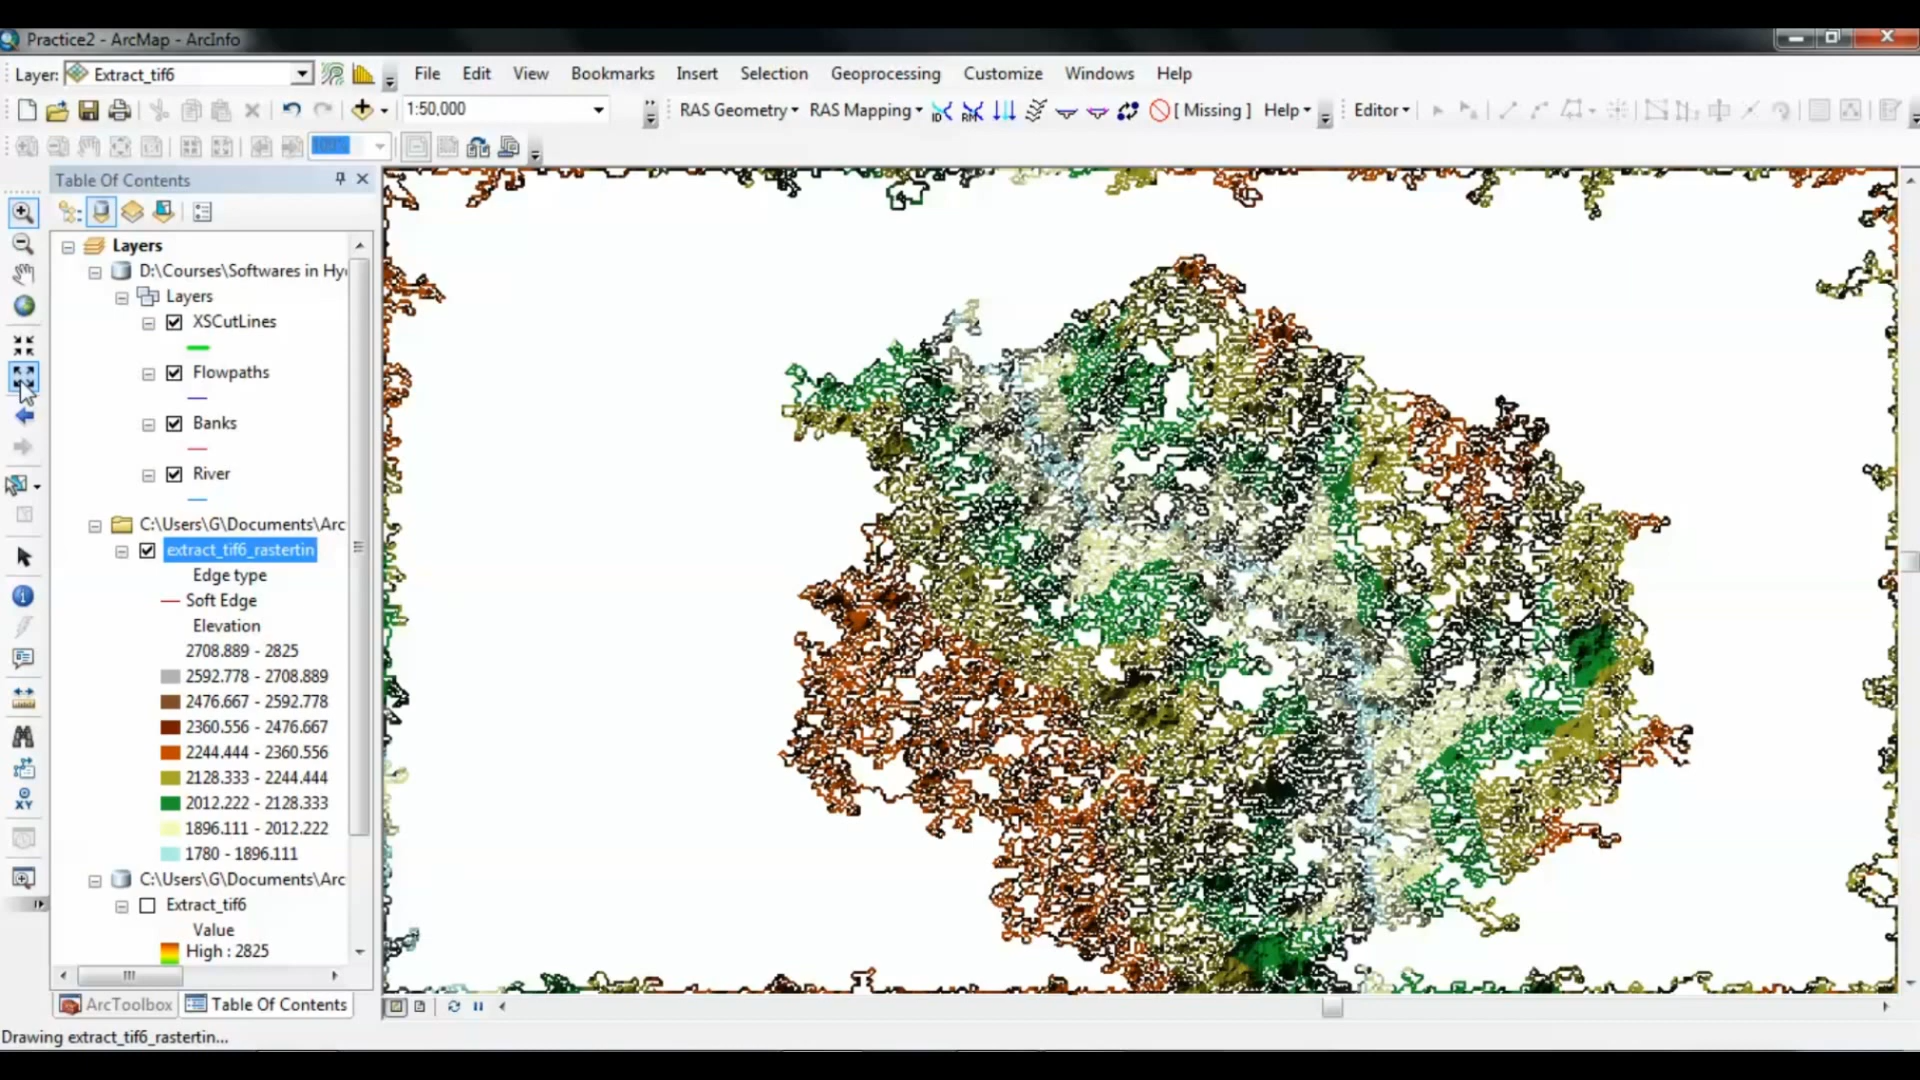 Practice2 - ArcMap - ArcInfo
Layer: Extract_tif6 File Edit View Bookmarks Insert Selection Geoprocessing Customize Windows Help
1:50,000 RAS Geometry RAS Mapping ID RM [ Missing ] Help Editor
Table Of Contents
Layers
D:\Courses\Softwares in Hy
Layers
XSCutLines
Flowpaths
Banks
River
C:\Users\G\Documents\Arc
extract_tif6_rastertin
Edge type
Soft Edge
Elevation
2708.889 - 2825
2592.778 - 2708.889
2476.667 - 2592.778
2360.556 - 2476.667
2244.444 - 2360.556
2128.333 - 2244.444
2012.222 - 2128.333
1896.111 - 2012.222
1780 - 1896.111
C:\Users\G\Documents\Arc
Extract_tif6
Value
High : 2825
XY
ArcToolbox Table Of Contents
Drawing extract_tif6_rastertin...